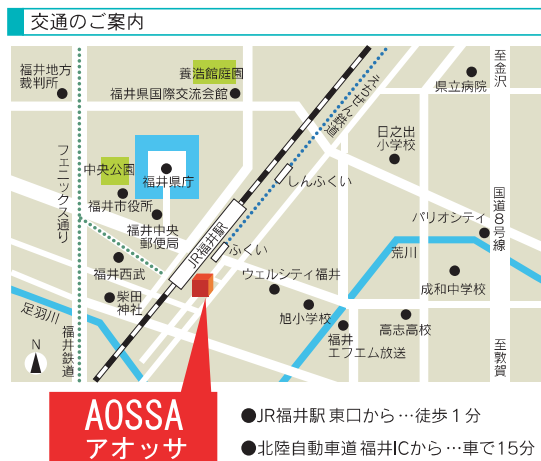 交通のご案内
福井地方
裁判所
養浩館庭園
福井県国際交流会館
えちぜん鉄道
県立病院
至金沢
日之出
小学校
フェニックス通り
中央公園
福井県庁
しんふくい
福井市役所
福井中央
郵便局
JR福井駅
ふくい
国道8号線
バリオシティ
荒川
福井西武
ウェルシティ福井
成和中学校
柴田
神社
旭小学校
高志高校
足羽川
福井鉄道
福井
エフエム放送
至敦賀
N
AOSSA
アオッサ
●JR福井駅 東口から…徒歩1分
●北陸自動車道 福井ICから…車で15分